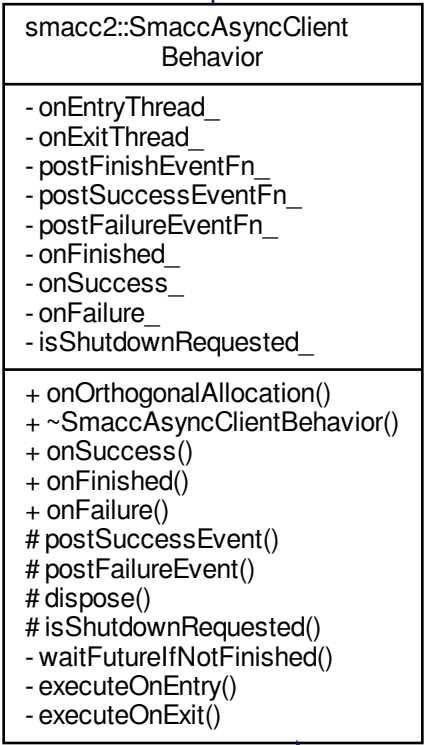 smacc2::SmaccAsyncClient
Behavior
- onEntryThread_
- onExitThread_
- postFinishEventFn_
- postSuccessEventFn_
- postFailureEventFn_
- onFinished_
- onSuccess_
- onFailure_
- isShutdownRequested_
+ onOrthogonalAllocation()
+ ~SmaccAsyncClientBehavior()
+ onSuccess()
+ onFinished()
+ onFailure()
# postSuccessEvent()
# postFailureEvent()
# dispose()
# isShutdownRequested()
- waitFutureIfNotFinished()
- executeOnEntry()
- executeOnExit()